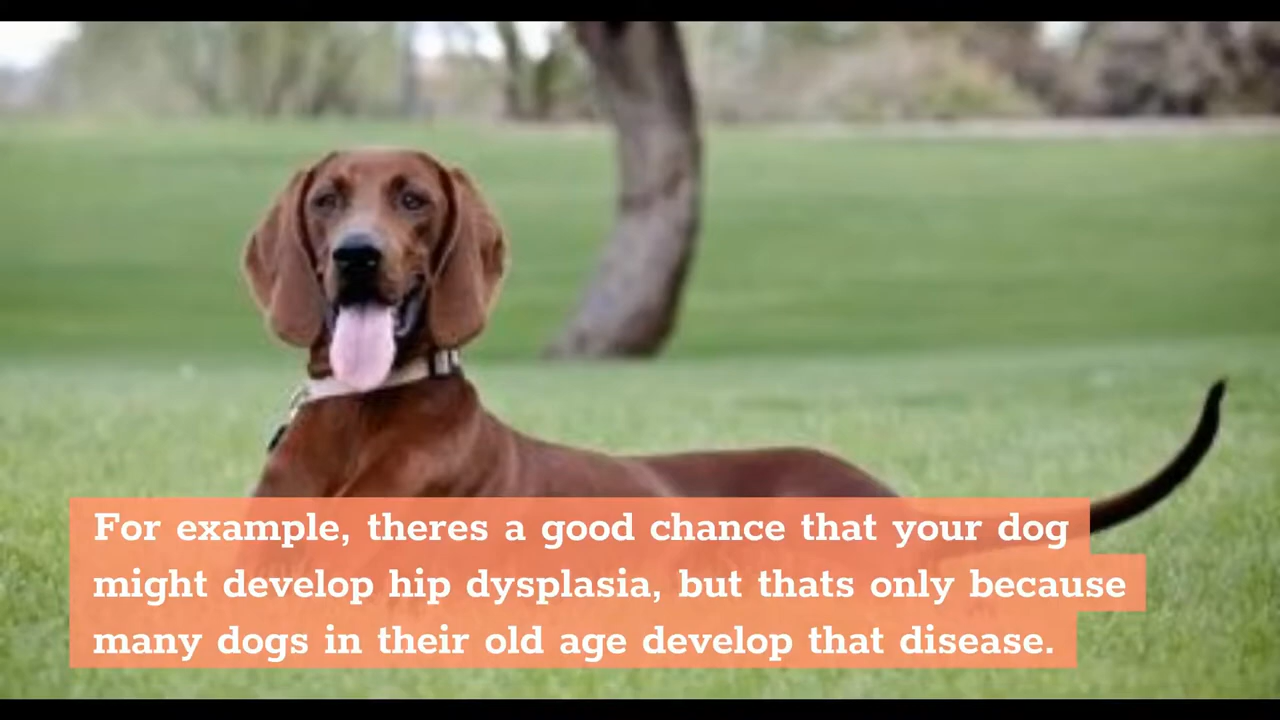 For example, theres a good chance that your dog
might develop hip dysplasia, but thats only because
many dogs in their old age develop that disease.